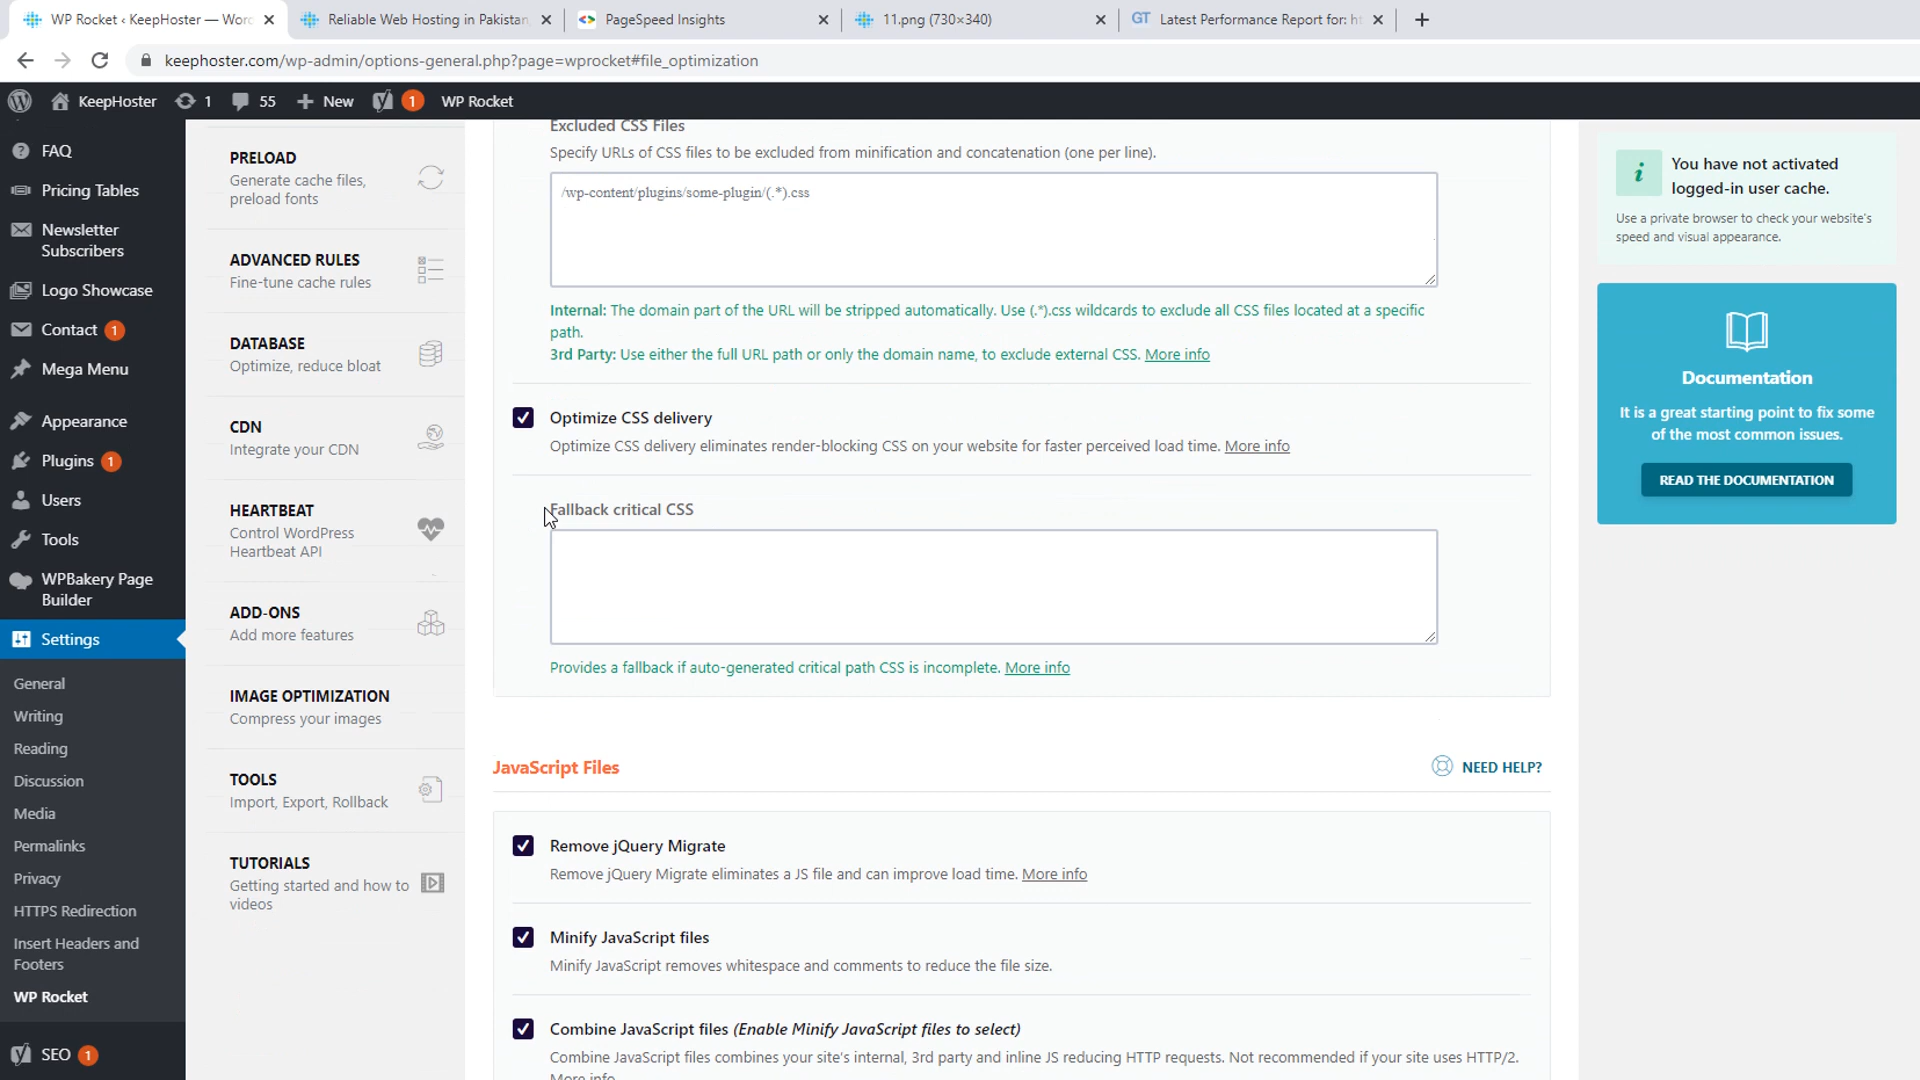 WP Rocket ‹ KeepHoster — Word
Reliable Web Hosting in Pakistan
PageSpeed Insights
11.png (730×340)
GT Latest Performance Report for: ht
keephoster.com/wp-admin/options-general.php?page=wprocket#file_optimization
KeepHoster
1
55
New
1
WP Rocket
FAQ
Pricing Tables
Newsletter
Subscribers
Logo Showcase
Contact 1
Mega Menu
Appearance
Plugins 1
Users
Tools
WPBakery Page
Builder
Settings
General
Writing
Reading
Discussion
Media
Permalinks
Privacy
HTTPS Redirection
Insert Headers and
Footers
WP Rocket
SEO 1
PRELOAD
Generate cache files,
preload fonts
ADVANCED RULES
Fine-tune cache rules
DATABASE
Optimize, reduce bloat
CDN
Integrate your CDN
HEARTBEAT
Control WordPress
Heartbeat API
ADD-ONS
Add more features
IMAGE OPTIMIZATION
Compress your images
TOOLS
Import, Export, Rollback
TUTORIALS
Getting started and how to
videos
Excluded CSS Files
Specify URLs of CSS files to be excluded from minification and concatenation (one per line).
/wp-content/plugins/some-plugin/(.*).css
Internal: The domain part of the URL will be stripped automatically. Use (.*).css wildcards to exclude all CSS files located at a specific
path.
3rd Party: Use either the full URL path or only the domain name, to exclude external CSS. More info
Optimize CSS delivery
Optimize CSS delivery eliminates render-blocking CSS on your website for faster perceived load time. More info
Fallback critical CSS
Provides a fallback if auto-generated critical path CSS is incomplete. More info
JavaScript Files
NEED HELP?
Remove jQuery Migrate
Remove jQuery Migrate eliminates a JS file and can improve load time. More info
Minify JavaScript files
Minify JavaScript removes whitespace and comments to reduce the file size.
Combine JavaScript files (Enable Minify JavaScript files to select)
Combine JavaScript files combines your site's internal, 3rd party and inline JS reducing HTTP requests. Not recommended if your site uses HTTP/2.
More info
You have not activated
logged-in user cache.
Use a private browser to check your website's
speed and visual appearance.
Documentation
It is a great starting point to fix some
of the most common issues.
READ THE DOCUMENTATION